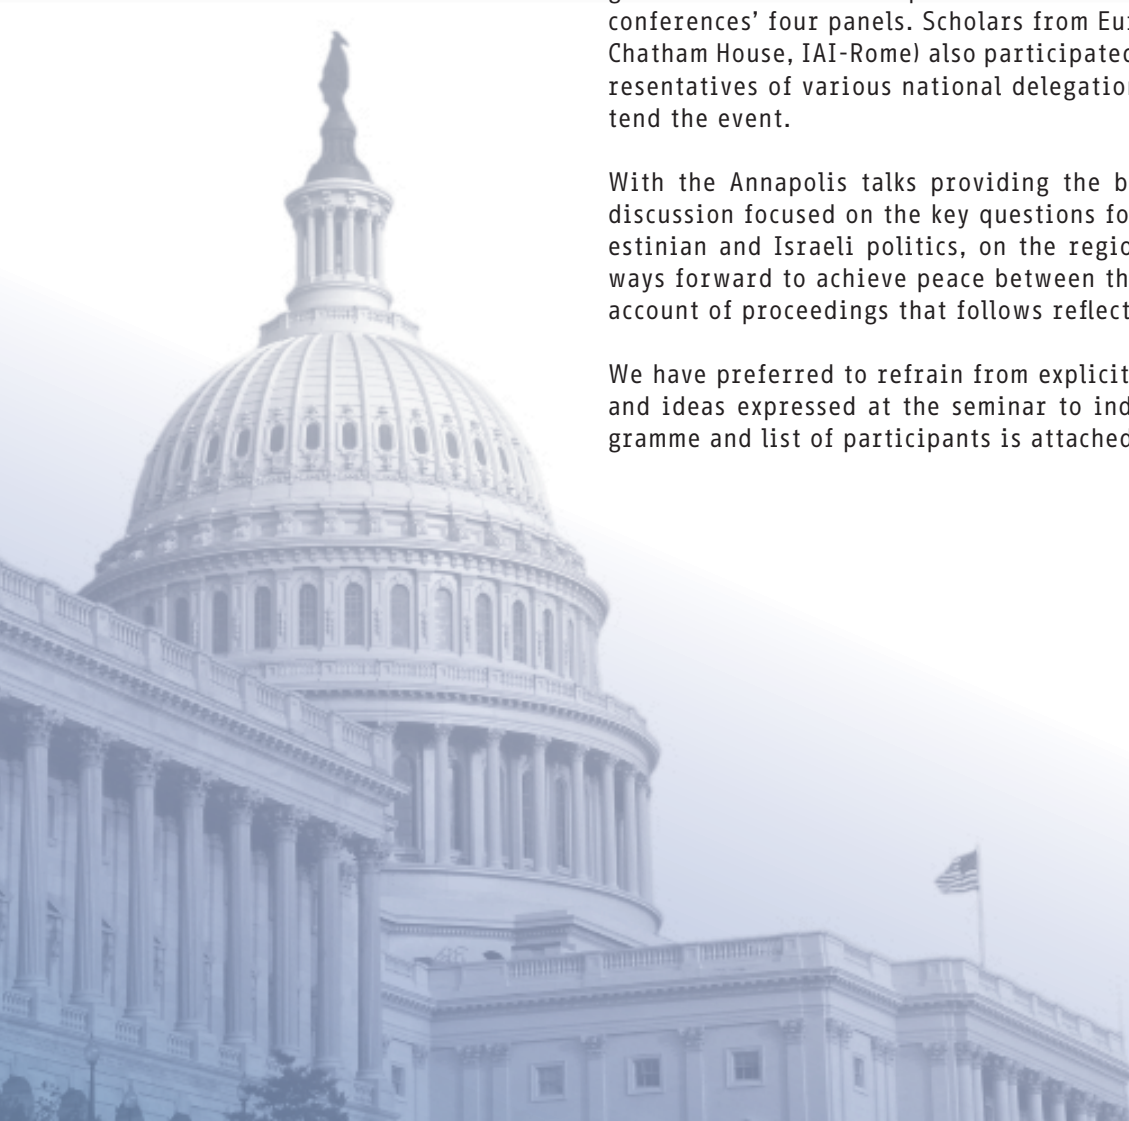 conferences’ four panels. Scholars from Eu
Chatham House, IAI-Rome) also participated
resentatives of various national delegatio
tend the event.
With the Annapolis talks providing the b
discussion focused on the key questions fo
estinian and Israeli politics, on the regio
ways forward to achieve peace between th
account of proceedings that follows reflect
We have preferred to refrain from explicit
and ideas expressed at the seminar to ind
gramme and list of participants is attached